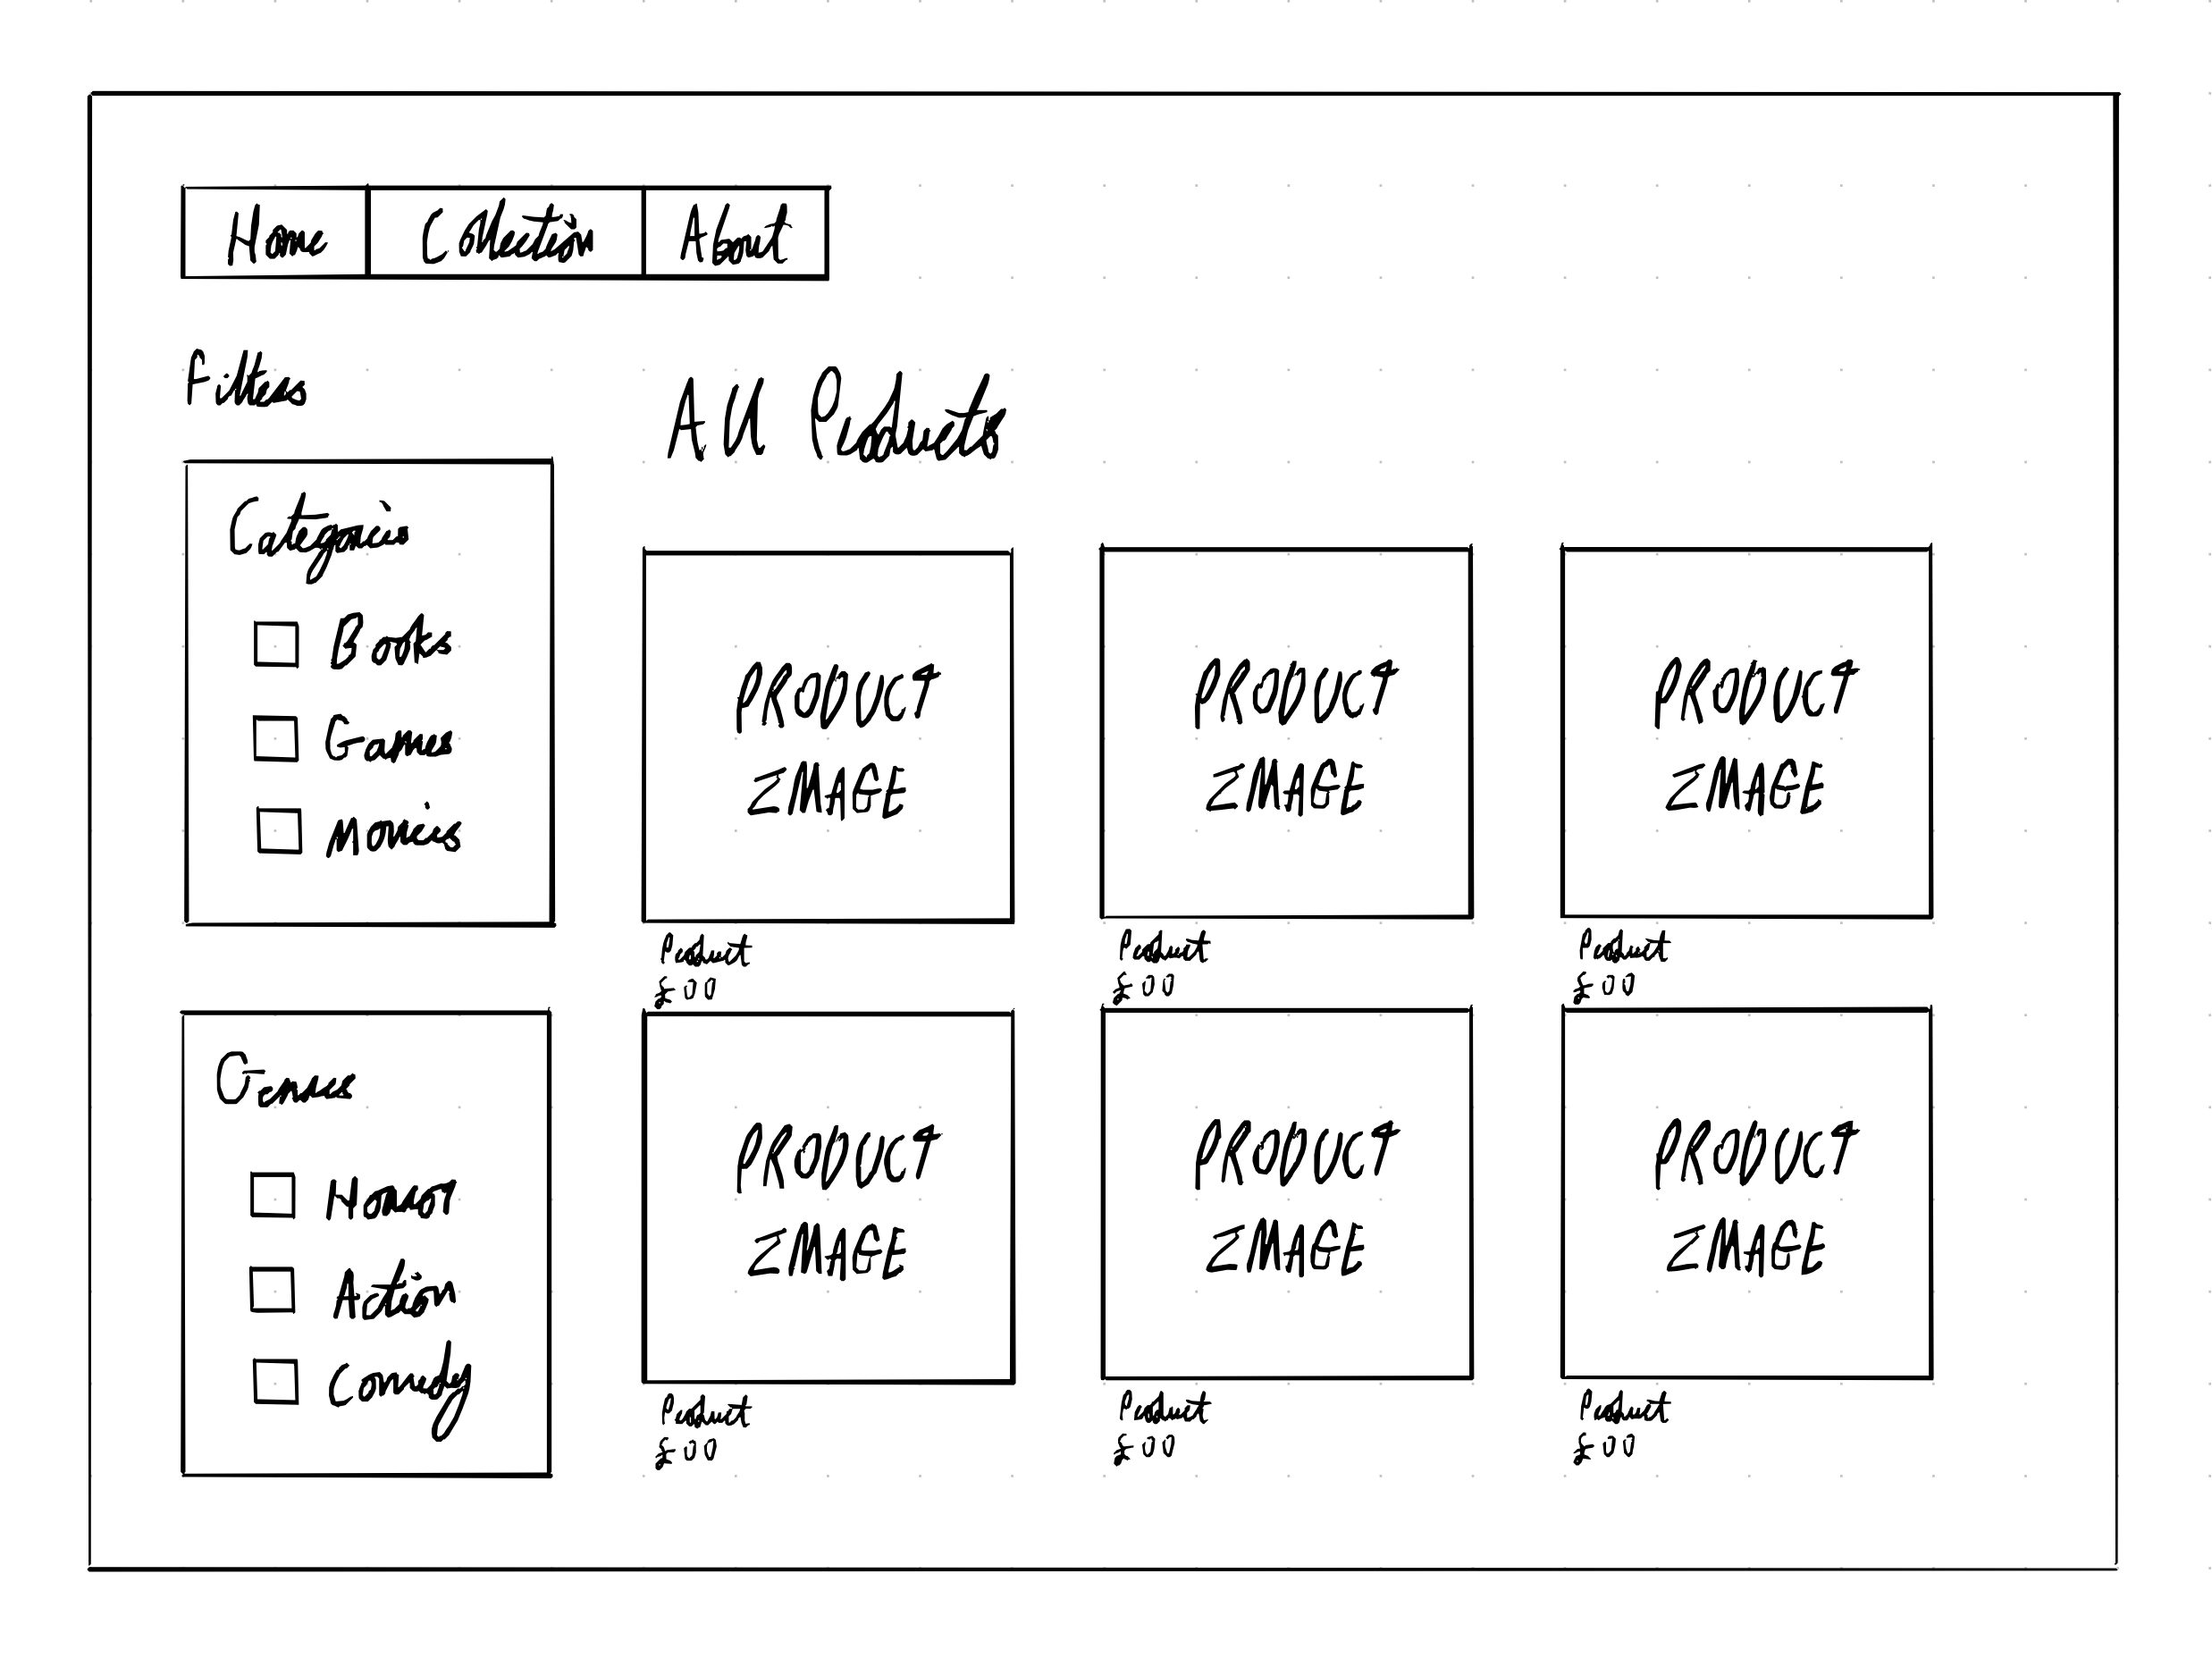 Home Collection About
Filters
All Products
Categories
Books
Games
Movies
Genres
Horror
Action
Comedy
PRODUCT IMAGE
Product
£00
PRODUCT IMAGE
Product
£00
PRODUCT IMAGE
Product
£00
PRODUCT IMAGE
Product
£00
PRODUCT IMAGE
Product
£00
PRODUCT IMAGE
Product
£00